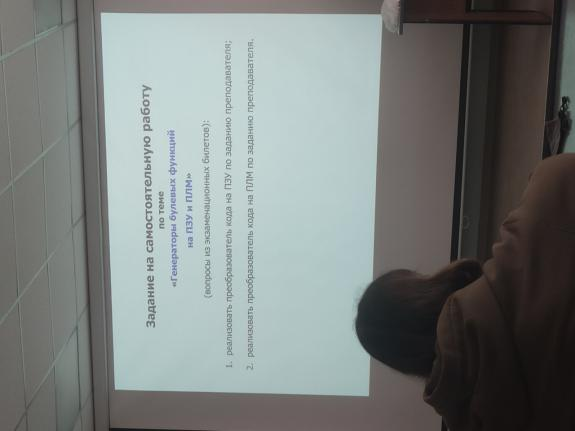 Задание на самостоятельную работу
по теме
«Генераторы булевых функций
на ПЗУ и ПЛМ»
(вопросы из экзаменационных билетов):
1. реализовать преобразователь кода на ПЗУ по заданию преподавателя;
2. реализовать преобразователь кода на ПЛМ по заданию преподавателя.